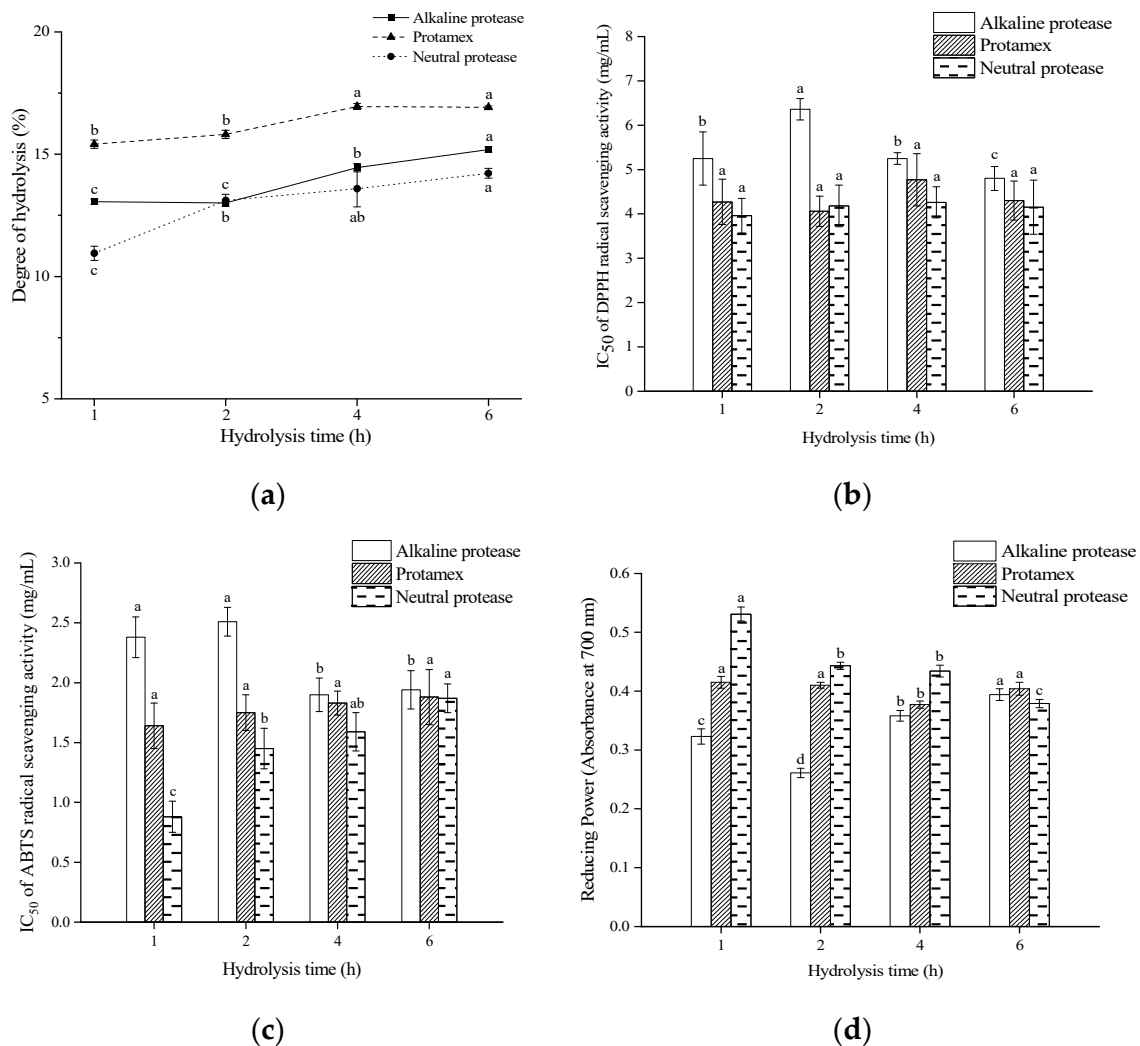 Alkaline protease
Protamex
Neutral protease
20
15
10
5
Degree of hydrolysis (%)
b
b
a
a
c
c
b
a
c
b
ab
a
1
2
4
6
Hydrolysis time (h)
(a)
Alkaline protease
Protamex
Neutral protease
8
7
6
5
4
3
2
1
0
IC50 of DPPH radical scavenging activity (mg/mL)
b
a
a
a
a
a
b
a
a
c
a
a
1
2
4
6
Hydrolysis time (h)
(b)
Alkaline protease
Protamex
Neutral protease
3.0
2.5
2.0
1.5
1.0
0.5
0.0
IC50 of ABTS radical scavenging activity (mg/mL)
a
a
c
a
a
b
b
a
ab
b
a
a
1
2
4
6
Hydrolysis time (h)
(c)
Alkaline protease
Protamex
Neutral protease
0.6
0.5
0.4
0.3
0.2
0.1
0.0
Reducing Power (Absorbance at 700 nm)
c
a
a
d
a
b
b
b
b
a
a
c
1
2
4
6
Hydrolysis time (h)
(d)